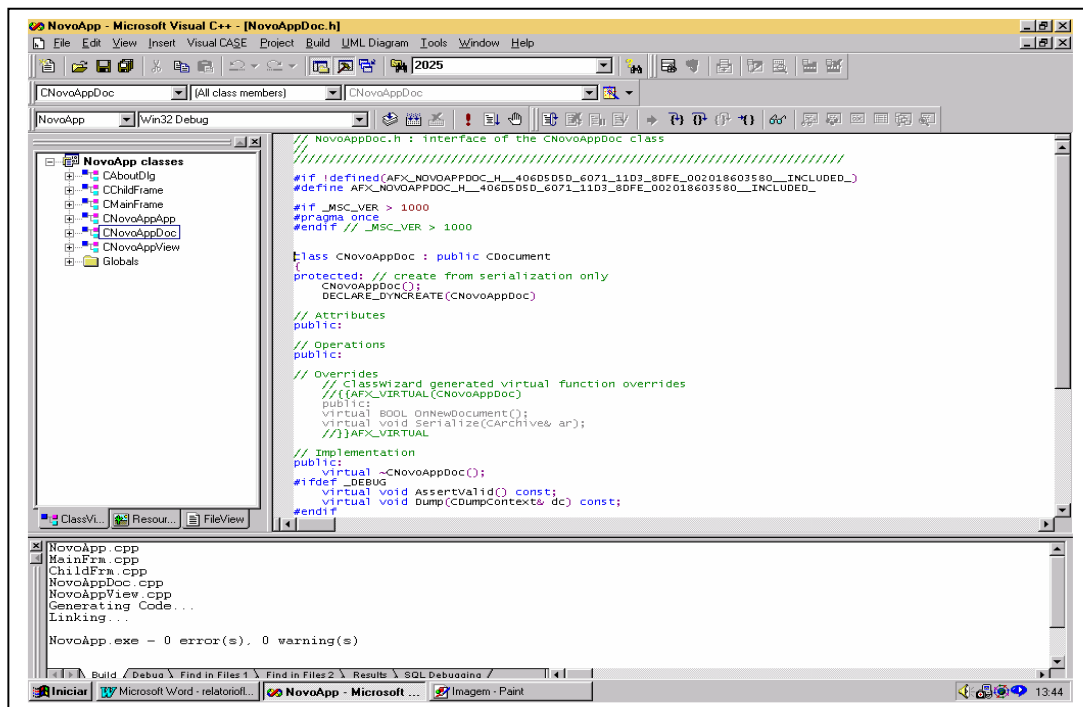 NovoApp - Microsoft Visual C++ - [NovoAppDoc.h]
File Edit View Insert Visual CASE Project Build UML Diagram Tools Window Help
2025
CNovoAppDoc (All class members) CNovoAppDoc
NovoApp Win32 Debug
NovoApp classes
CAboutDlg
CChildFrame
CMainFrame
CNovoAppApp
CNovoAppDoc
CNovoAppView
Globals
ClassVi... Resour... FileView
// NovoAppDoc.h : interface of the CNovoAppDoc class
//
/////////////////////////////////////////////////////////////////////////////
#if !defined(AFX_NOVOAPPDOC_H__406D5D5D_6071_11D3_8DFE_002018603580__INCLUDED_)
#define AFX_NOVOAPPDOC_H__406D5D5D_6071_11D3_8DFE_002018603580__INCLUDED_
#if _MSC_VER > 1000
#pragma once
#endif // _MSC_VER > 1000
class CNovoAppDoc : public CDocument
{
protected: // create from serialization only
CNovoAppDoc();
DECLARE_DYNCREATE(CNovoAppDoc)
// Attributes
public:
// Operations
public:
// Overrides
// ClassWizard generated virtual function overrides
//{{AFX_VIRTUAL(CNovoAppDoc)
public:
virtual BOOL OnNewDocument();
virtual void Serialize(CArchive& ar);
//}}AFX_VIRTUAL
// Implementation
public:
virtual ~CNovoAppDoc();
#ifdef _DEBUG
virtual void AssertValid() const;
virtual void Dump(CDumpContext& dc) const;
#endif
NovoApp.cpp
MainFrm.cpp
ChildFrm.cpp
NovoAppDoc.cpp
NovoAppView.cpp
Generating Code...
Linking...
NovoApp.exe - 0 error(s), 0 warning(s)
Build Debug Find in Files 1 Find in Files 2 Results SQL Debugging
Iniciar Microsoft Word - relatoriofl... NovoApp - Microsoft ... Imagem - Paint 13:44